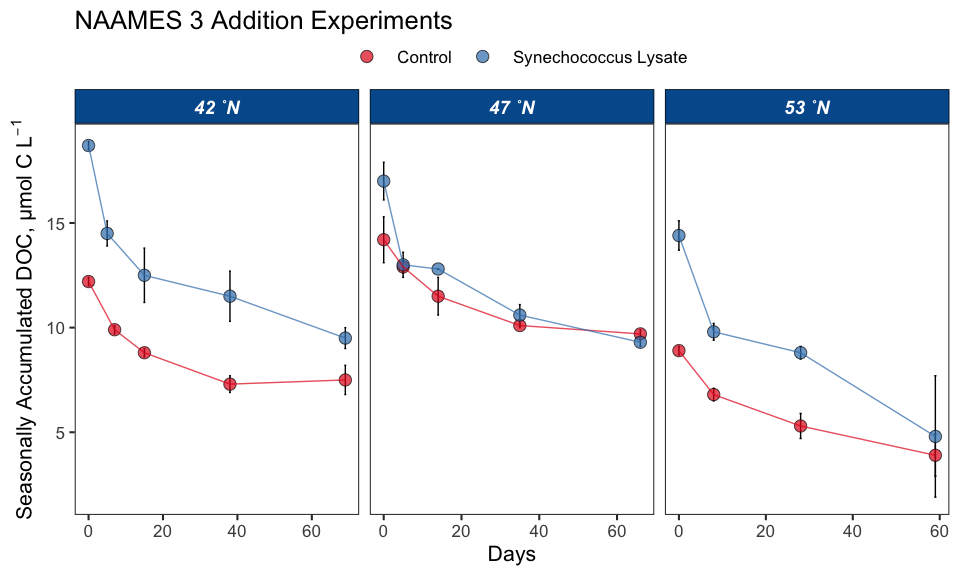 NAAMES 3 Addition Experiments
Control Synechococcus Lysate
42 °N 47 °N 53 °N
Seasonally Accumulated DOC, μmol C L⁻¹
15
10
5
0 20 40 60 0 20 40 60 0 20 40 60
Days